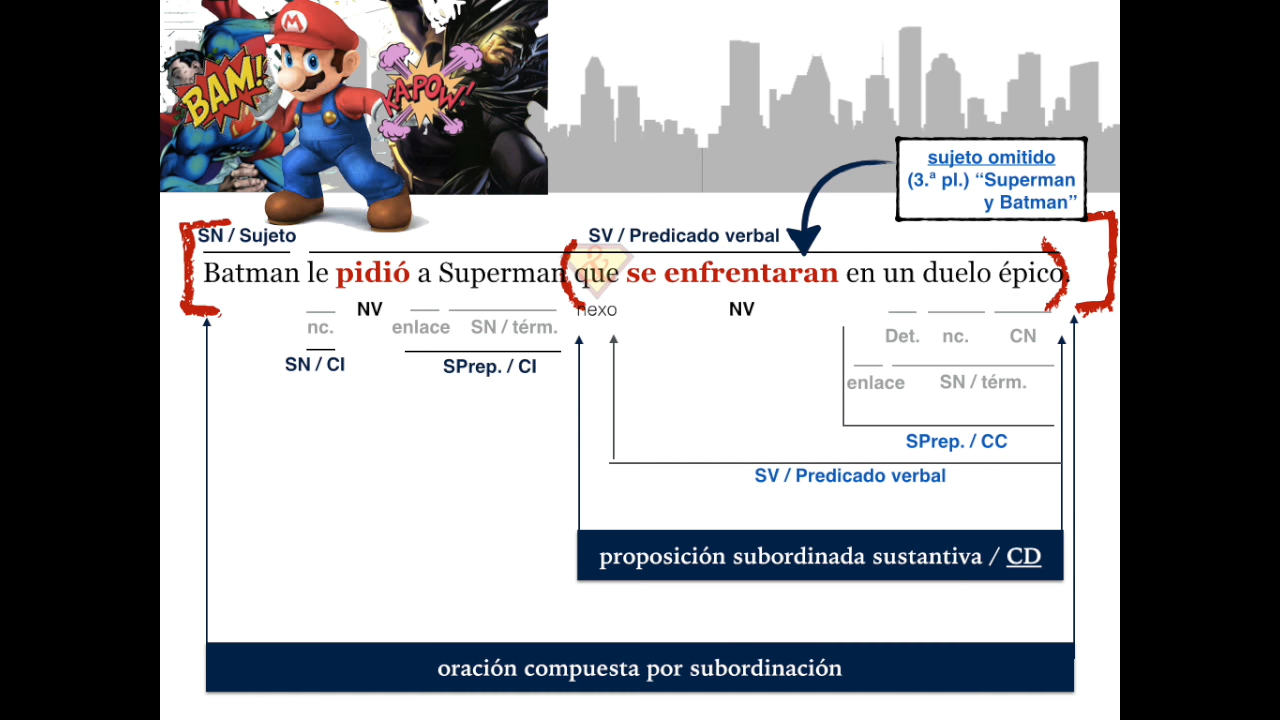 BAM!
M
KA-POW!
sujeto omitido
(3.ª pl.) “Superman
y Batman”
SN / Sujeto
SV / Predicado verbal
Batman le pidió a Superman que se enfrentaran en un duelo épico.
NV
nexo
NV
nc.
enlace
SN / térm.
Det.
nc.
CN
SN / CI
SPrep. / CI
enlace
SN / térm.
SPrep. / CC
SV / Predicado verbal
proposición subordinada sustantiva / CD
oración compuesta por subordinación